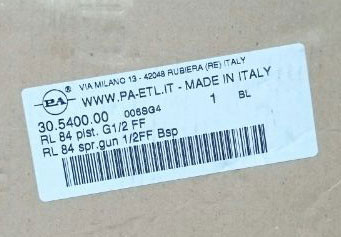 VIA MILANO 13 - 42048 RUBIERA (RE) ITALY
PA ® WWW.PA-ETL.IT - MADE IN ITALY
30.5400.00 006SG4 1 BL
RL 84 pist. G1/2 FF
RL 84 spr.gun 1/2FF Bsp